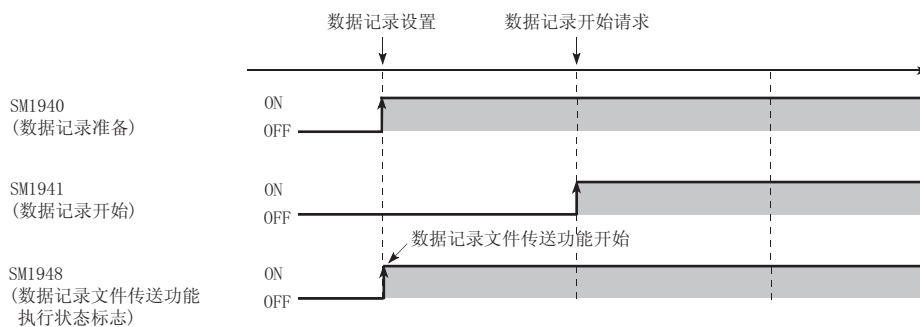 数据记录设置
数据记录开始请求
SM1940
(数据记录准备)
ON
OFF
SM1941
(数据记录开始)
ON
OFF
数据记录文件传送功能开始
SM1948
(数据记录文件传送功能
执行状态标志)
ON
OFF